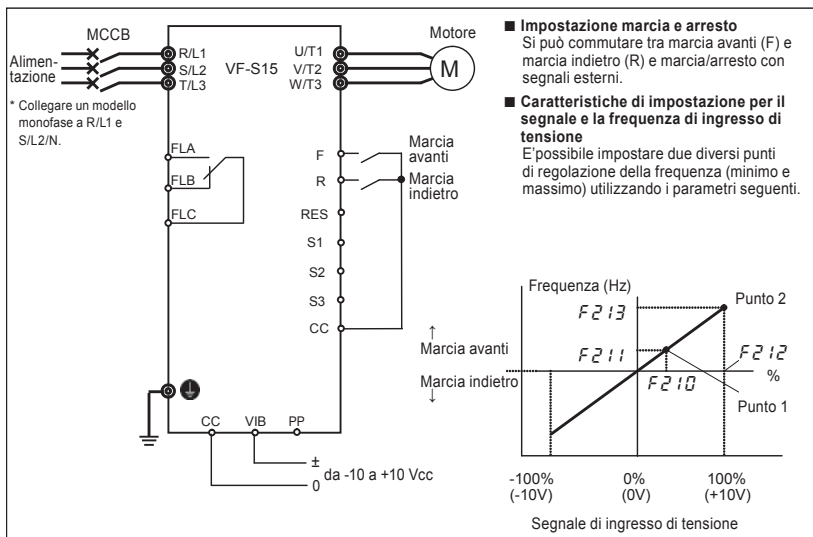 MCCB
Alimen-
tazione
R/L1
S/L2
T/L3
* Collegare un modello
monofase a R/L1 e
S/L2/N.
VF-S15
U/T1
V/T2
W/T3
Motore
M
FLA
FLB
FLC
F
R
RES
S1
S2
S3
CC
Marcia
avanti
Marcia
indietro
CC
VIB
PP
±
0
da -10 a +10 Vcc
■ Impostazione marcia e arresto
Si può commutare tra marcia avanti (F) e
marcia indietro (R) e marcia/arresto con
segnali esterni.
■ Caratteristiche di impostazione per il
segnale e la frequenza di ingresso di
tensione
E'possibile impostare due diversi punti
di regolazione della frequenza (minimo e
massimo) utilizzando i parametri seguenti.
Frequenza (Hz)
F213
Punto 2
↑
Marcia avanti
F211
F212
Marcia indietro
↓
F210
%
Punto 1
-100%
(-10V)
0%
(0V)
100%
(+10V)
Segnale di ingresso di tensione